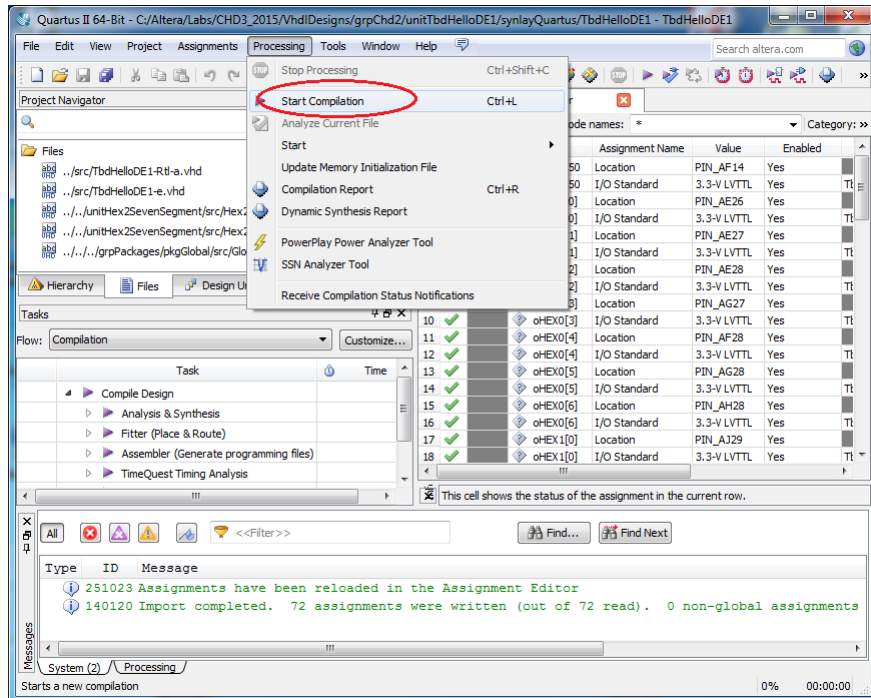 Quartus II 64-Bit - C:/Altera/Labs/CHD3_2015/VhdlDesigns/grpChd2/unitTbdHelloDE1/synlayQuartus/TbdHelloDE1 - TbdHelloDE1
File Edit View Project Assignments Processing Tools Window Help
Search altera.com
Stop Processing Ctrl+Shift+C
Start Compilation Ctrl+L
Analyze Current File
Start
Update Memory Initialization File
Compilation Report Ctrl+R
Dynamic Synthesis Report
PowerPlay Power Analyzer Tool
SSN Analyzer Tool
Receive Compilation Status Notifications
Project Navigator
Files
../src/TbdHelloDE1-Rtl-a.vhd
../src/TbdHelloDE1-e.vhd
../../unitHex2SevenSegment/src/Hex2
../../unitHex2SevenSegment/src/Hex2
../../../grpPackages/pkgGlobal/src/Glo
Hierarchy Files Design U
Tasks
Flow: Compilation Customize...
Task Time
Compile Design
Analysis & Synthesis
Fitter (Place & Route)
Assembler (Generate programming files)
TimeQuest Timing Analysis
ode names: * Category:
Assignment Name Value Enabled
50 Location PIN_AF14 Yes
50 I/O Standard 3.3-V LVTTL Yes
0] Location PIN_AE26 Yes
0] I/O Standard 3.3-V LVTTL Yes
1] Location PIN_AE27 Yes
1] I/O Standard 3.3-V LVTTL Yes
2] Location PIN_AE28 Yes
2] I/O Standard 3.3-V LVTTL Yes
3] Location PIN_AG27 Yes
10 oHEX0[3] I/O Standard 3.3-V LVTTL Yes
11 oHEX0[4] Location PIN_AF28 Yes
12 oHEX0[4] I/O Standard 3.3-V LVTTL Yes
13 oHEX0[5] Location PIN_AG28 Yes
14 oHEX0[5] I/O Standard 3.3-V LVTTL Yes
15 oHEX0[6] Location PIN_AH28 Yes
16 oHEX0[6] I/O Standard 3.3-V LVTTL Yes
17 oHEX1[0] Location PIN_AJ29 Yes
18 oHEX1[0] I/O Standard 3.3-V LVTTL Yes
This cell shows the status of the assignment in the current row.
All <<Filter>> Find... Find Next
Type ID Message
251023 Assignments have been reloaded in the Assignment Editor
140120 Import completed. 72 assignments were written (out of 72 read). 0 non-global assignments
Messages
System (2) Processing
Starts a new compilation 0% 00:00:00